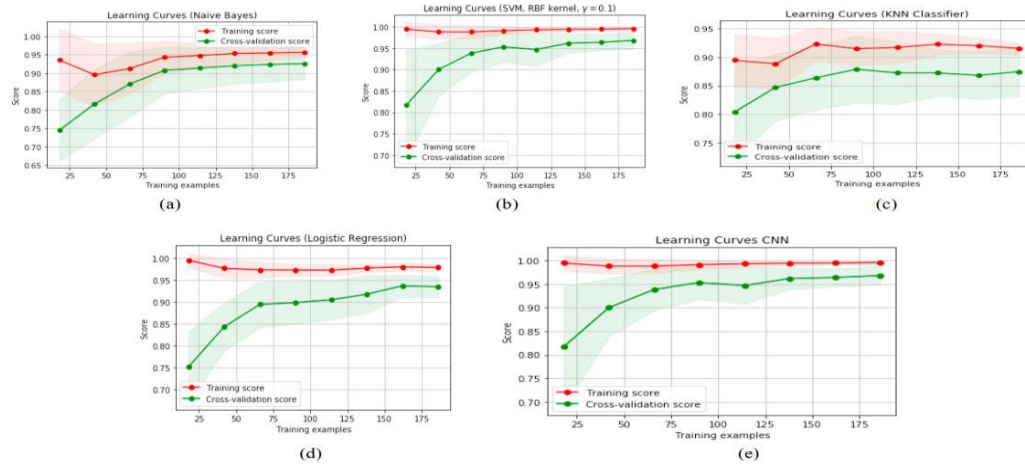 Learning Curves (Naive Bayes)
Training score
Cross-validation score
Score
1.00
0.95
0.90
0.85
0.80
0.75
0.70
0.65
25 50 75 100 125 150 175
Training examples
(a)
Learning Curves (SVM, RBF kernel, γ = 0.1)
Score
1.00
0.95
0.90
0.85
0.80
0.75
0.70
Training score
Cross-validation score
25 50 75 100 125 150 175
Training examples
(b)
Learning Curves (KNN Classifier)
Score
0.95
0.90
0.85
0.80
0.75
Training score
Cross-validation score
25 50 75 100 125 150 175
Training examples
(c)
Learning Curves (Logistic Regression)
Score
1.00
0.95
0.90
0.85
0.80
0.75
0.70
Training score
Cross-validation score
25 50 75 100 125 150 175
Training examples
(d)
Learning Curves CNN
Score
1.00
0.95
0.90
0.85
0.80
0.75
0.70
Training score
Cross-validation score
25 50 75 100 125 150 175
Training examples
(e)